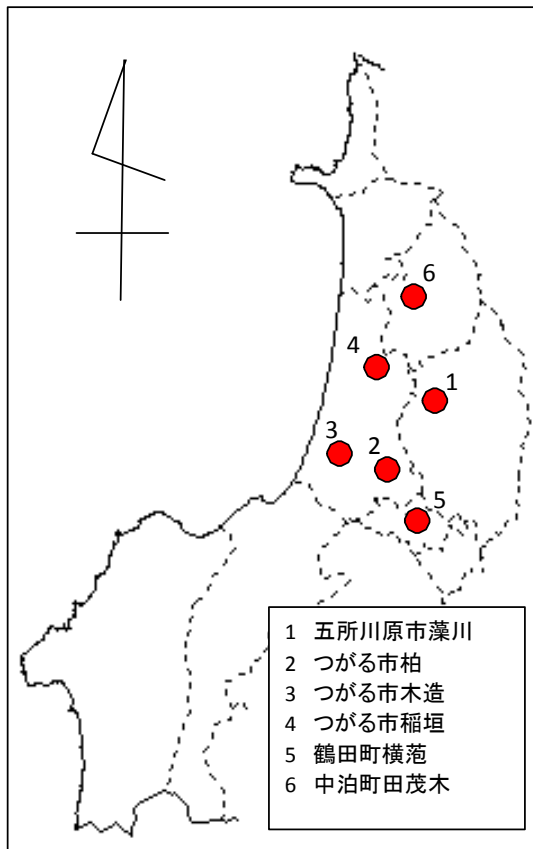 6
4
1
3
2
5
1 五所川原市藻川
2 つがる市柏
3 つがる市木造
4 つがる市稲垣
5 鶴田町横萢
6 中泊町田茂木